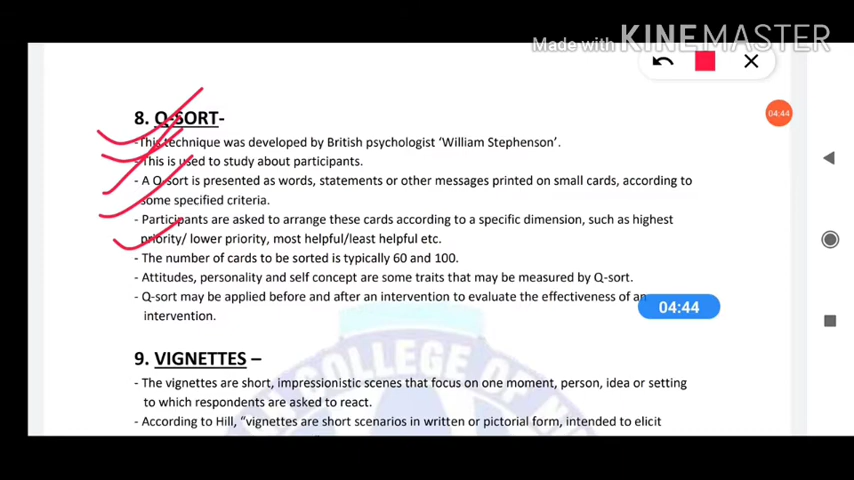 Made with KINEMASTER
8. Q-SORT-
04:44
-This technique was developed by British psychologist ‘William Stephenson’.
-This is used to study about participants.
- A Q-sort is presented as words, statements or other messages printed on small cards, according to
some specified criteria.
- Participants are asked to arrange these cards according to a specific dimension, such as highest
priority/ lower priority, most helpful/least helpful etc.
- The number of cards to be sorted is typically 60 and 100.
- Attitudes, personality and self concept are some traits that may be measured by Q-sort.
- Q-sort may be applied before and after an intervention to evaluate the effectiveness of an
04:44
intervention.
9. VIGNETTES –
- The vignettes are short, impressionistic scenes that focus on one moment, person, idea or setting
to which respondents are asked to react.
- According to Hill, “vignettes are short scenarios in written or pictorial form, intended to elicit
COLLEGE OF